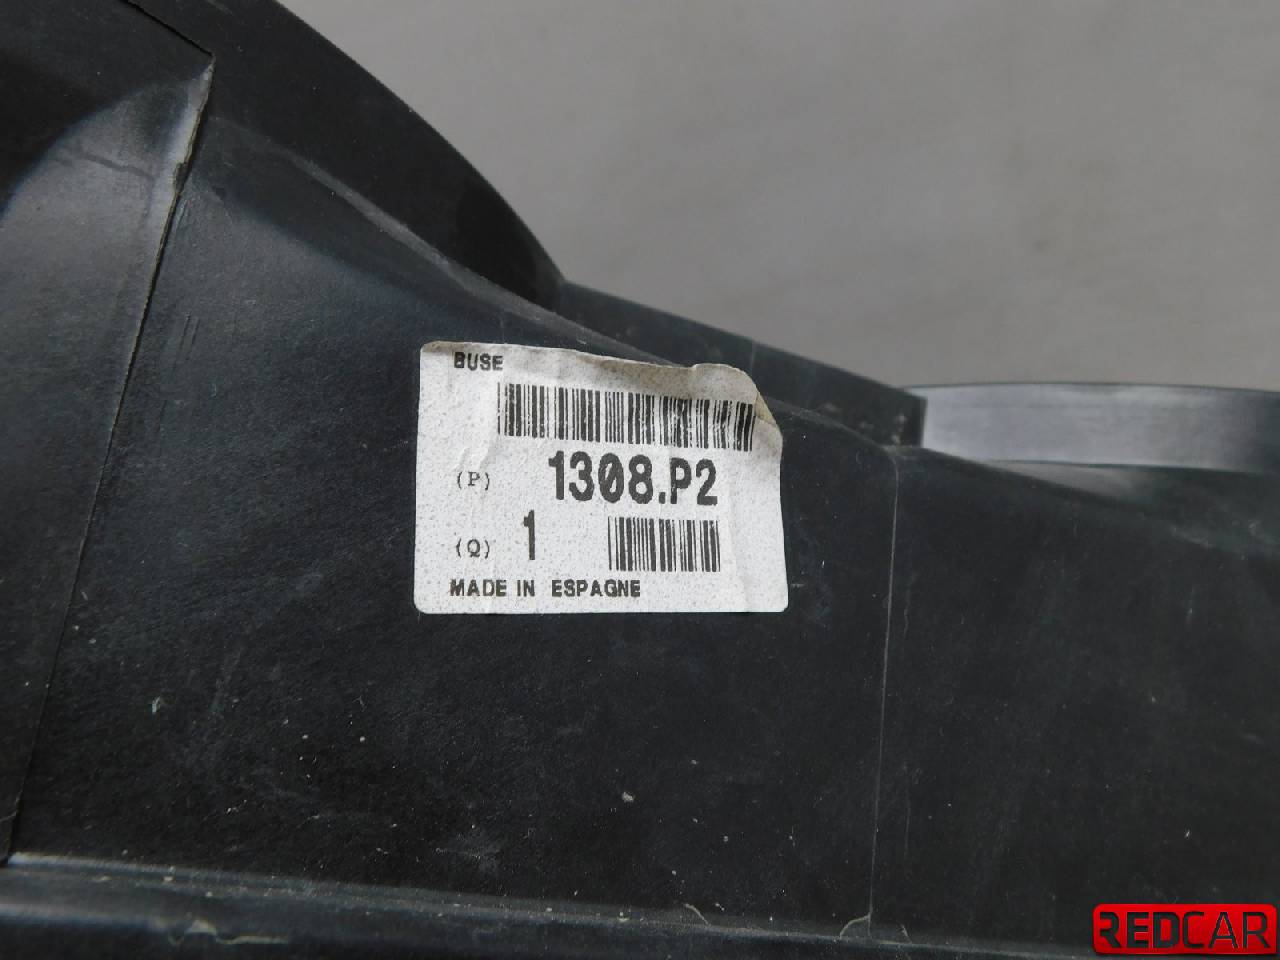 BUSE
(P) 1308.P2
(Q) 1
MADE IN ESPAGNE
REDCAR